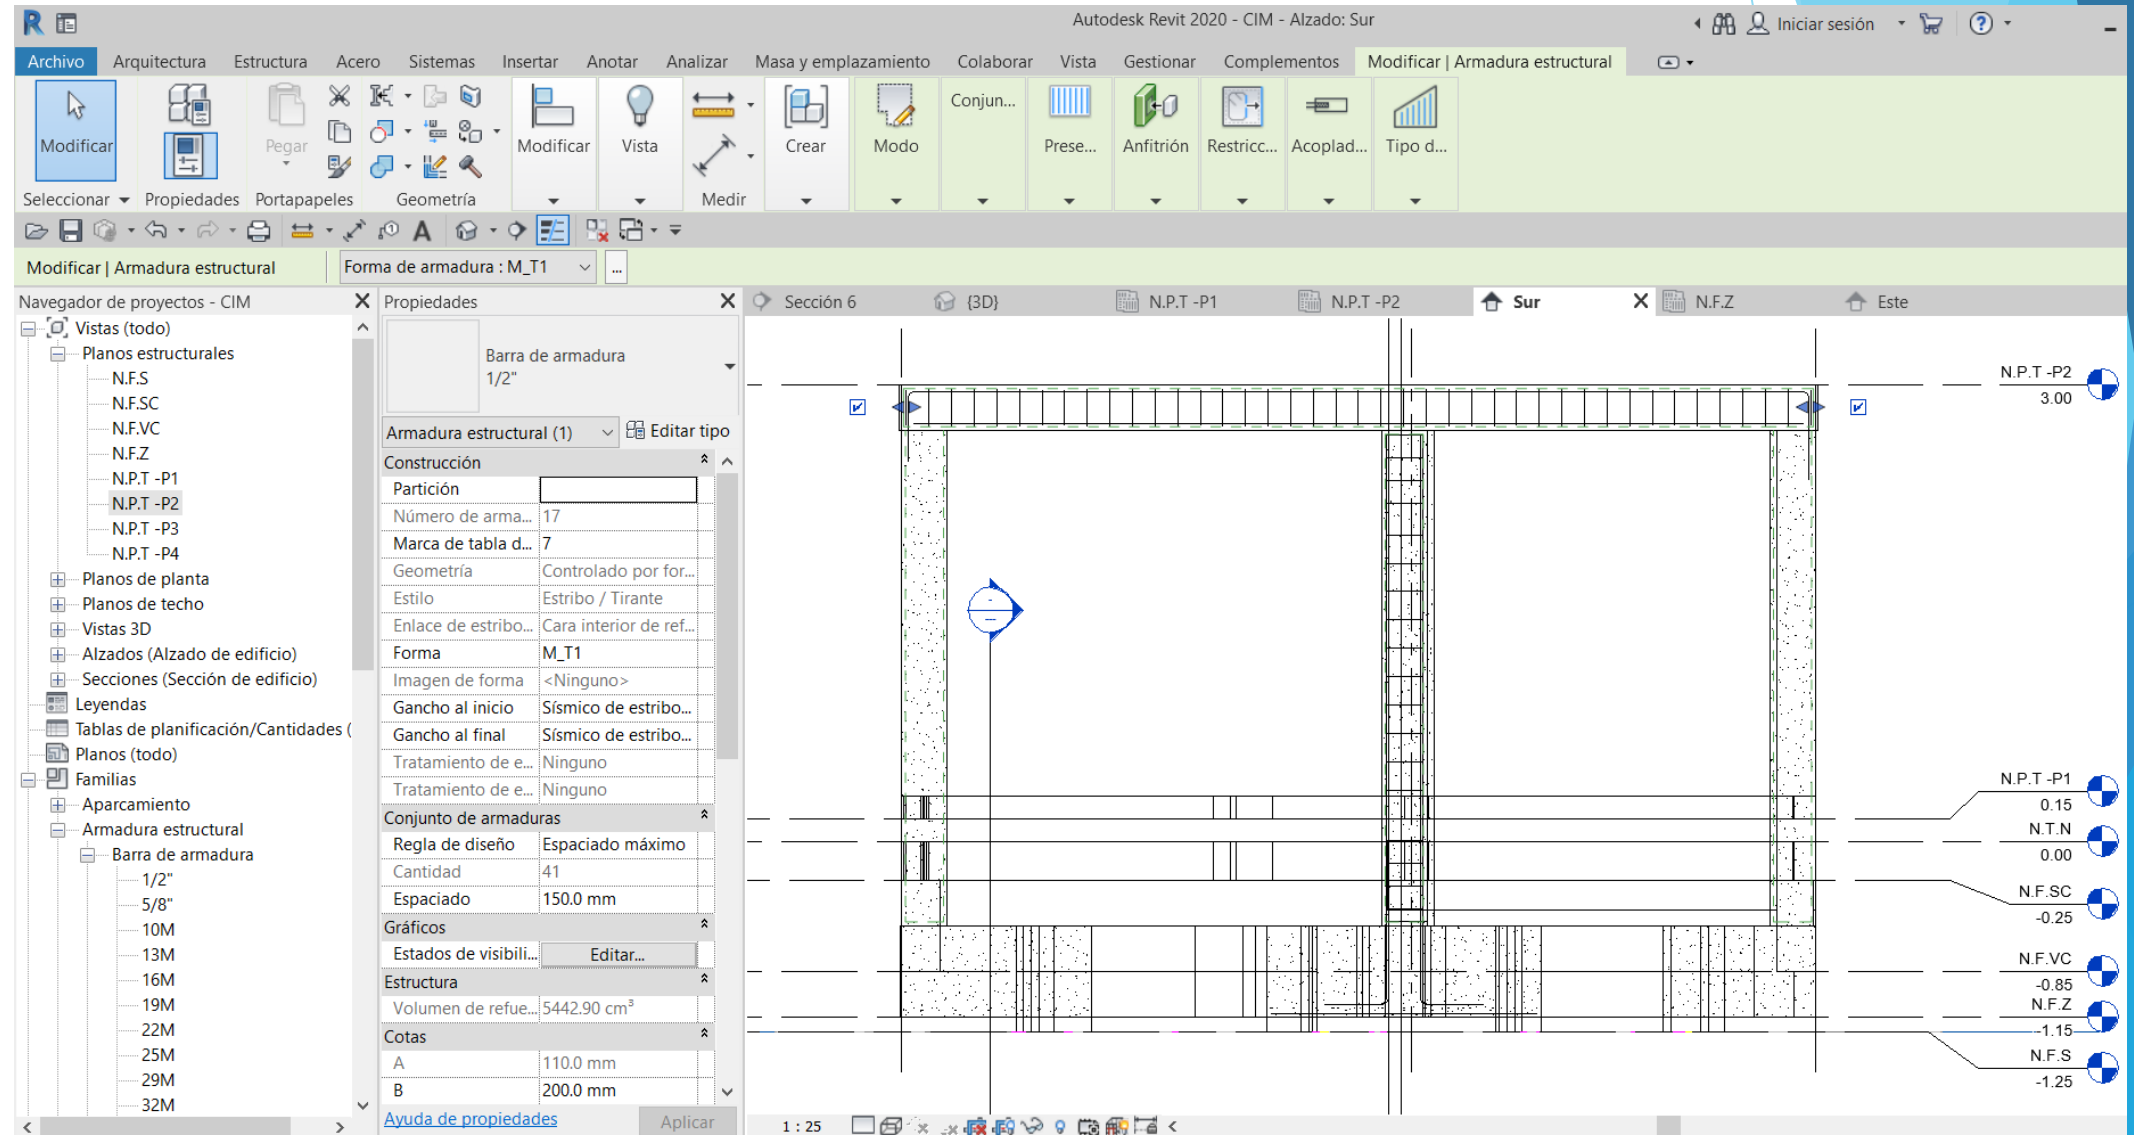 Autodesk Revit 2020 - CIM - Alzado: Sur
Iniciar sesión
Archivo Arquitectura Estructura Acero Sistemas Insertar Anotar Analizar Masa y emplazamiento Colaborar Vista Gestionar Complementos Modificar | Armadura estructural
Modificar Pegar Modificar Vista Crear Modo Conjun... Prese... Anfitrión Restricc... Acoplad... Tipo d...
Seleccionar Propiedades Portapapeles Geometría Medir
Modificar | Armadura estructural Forma de armadura : M_T1 ...
Navegador de proyectos - CIM
Vistas (todo)
Planos estructurales
N.F.S
N.F.SC
N.F.VC
N.F.Z
N.P.T -P1
N.P.T -P2
N.P.T -P3
N.P.T -P4
Planos de planta
Planos de techo
Vistas 3D
Alzados (Alzado de edificio)
Secciones (Sección de edificio)
Leyendas
Tablas de planificación/Cantidades (
Planos (todo)
Familias
Aparcamiento
Armadura estructural
Barra de armadura
1/2"
5/8"
10M
13M
16M
19M
22M
25M
29M
32M
Propiedades
Barra de armadura
1/2"
Armadura estructural (1) Editar tipo
Construcción
Partición
Número de arma... 17
Marca de tabla d... 7
Geometría Controlado por for...
Estilo Estribo / Tirante
Enlace de estribo... Cara interior de ref...
Forma M_T1
Imagen de forma <Ninguno>
Gancho al inicio Sísmico de estribo...
Gancho al final Sísmico de estribo...
Tratamiento de e... Ninguno
Tratamiento de e... Ninguno
Conjunto de armaduras
Regla de diseño Espaciado máximo
Cantidad 41
Espaciado 150.0 mm
Gráficos
Estados de visibili... Editar...
Estructura
Volumen de refue... 5442.90 cm³
Cotas
A 110.0 mm
B 200.0 mm
Ayuda de propiedades Aplicar
Sección 6 {3D} N.P.T -P1 N.P.T -P2 Sur N.F.Z Este
N.P.T -P2
3.00
N.P.T -P1
0.15
N.T.N
0.00
N.F.SC
-0.25
N.F.VC
-0.85
N.F.Z
-1.15
N.F.S
-1.25
1 : 25